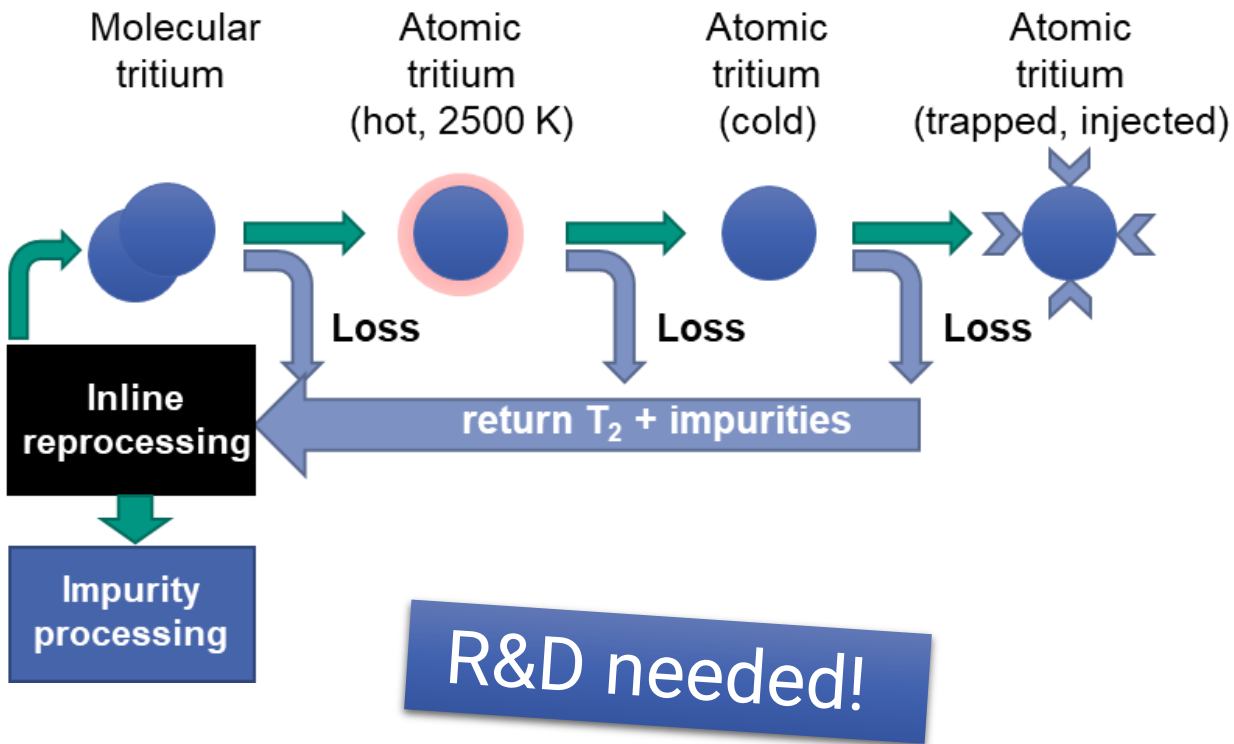 Molecular
tritium
Atomic
tritium
(hot, 2500 K)
Atomic
tritium
(cold)
Atomic
tritium
(trapped, injected)
Loss
Loss
Loss
Inline
reprocessing
return T₂ + impurities
Impurity
processing
R&D needed!